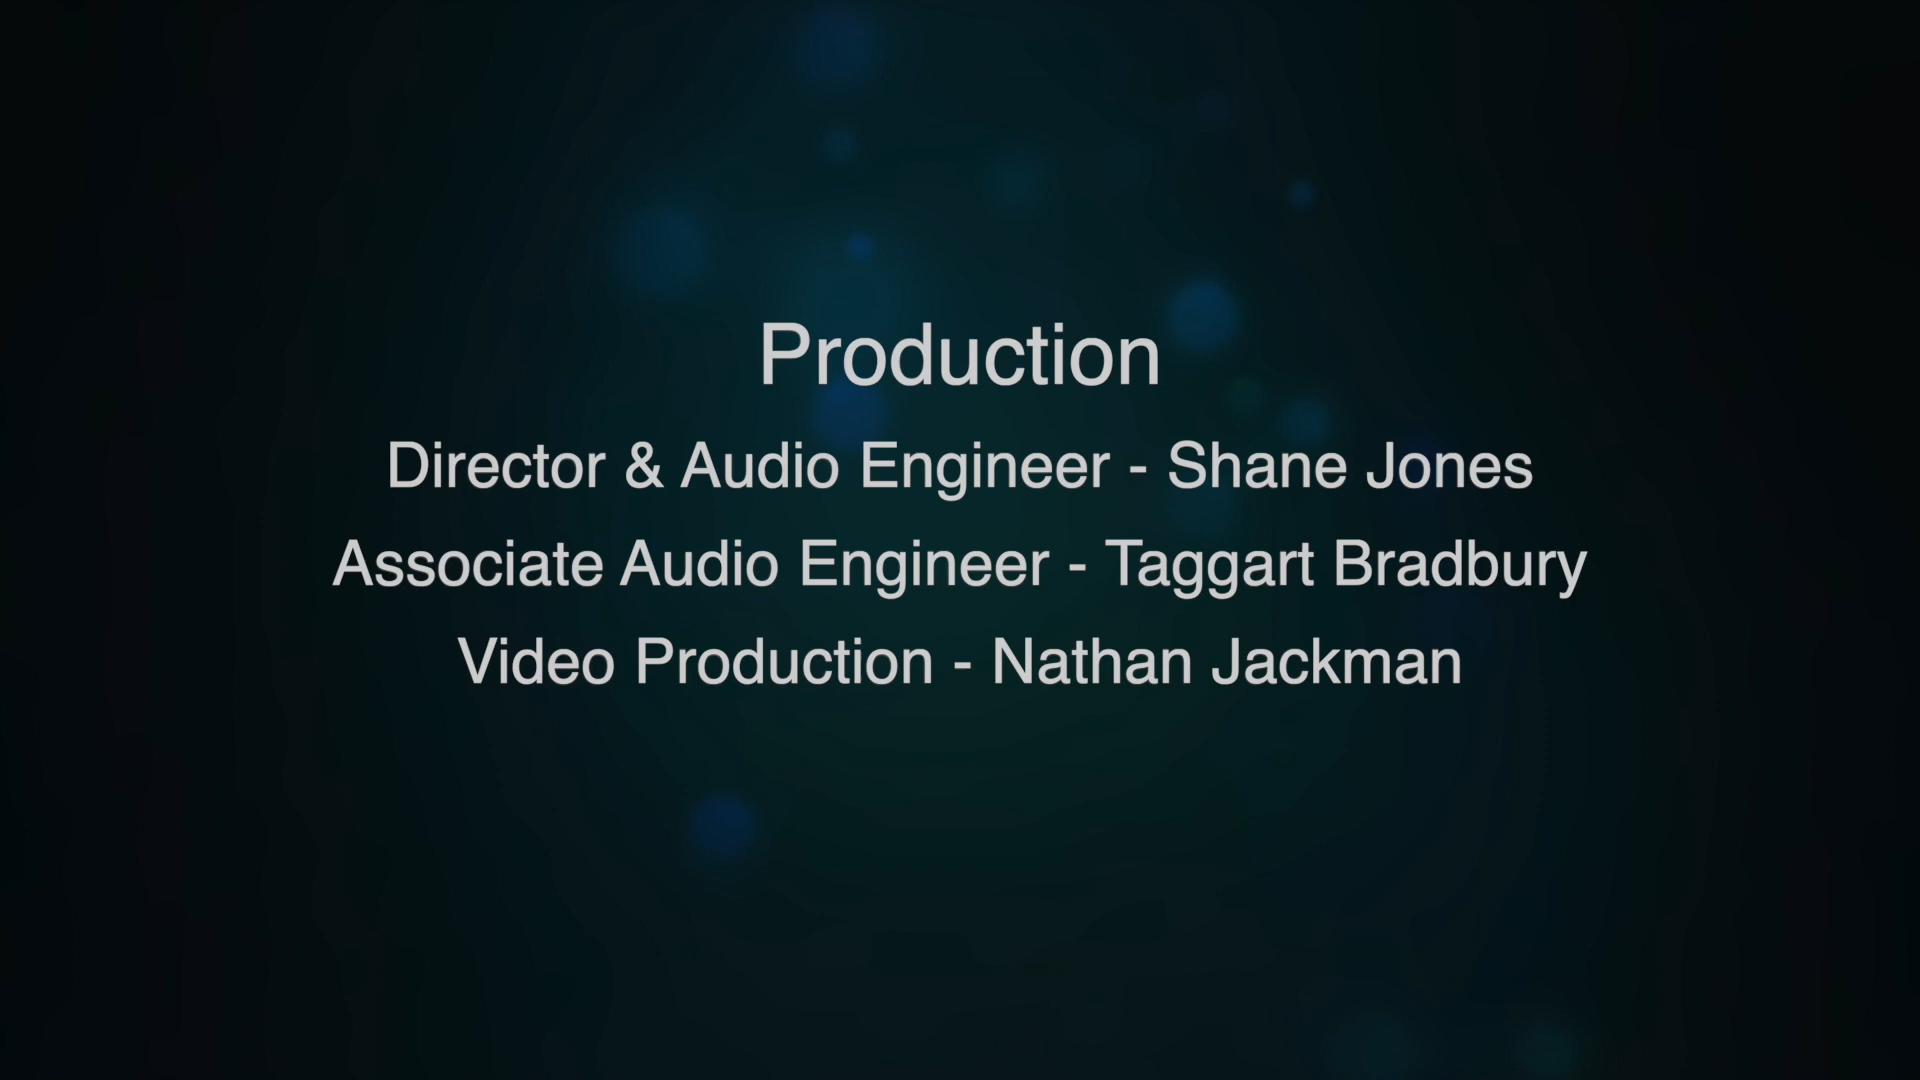 Production
Director & Audio Engineer - Shane Jones
Associate Audio Engineer - Taggart Bradbury
Video Production - Nathan Jackman